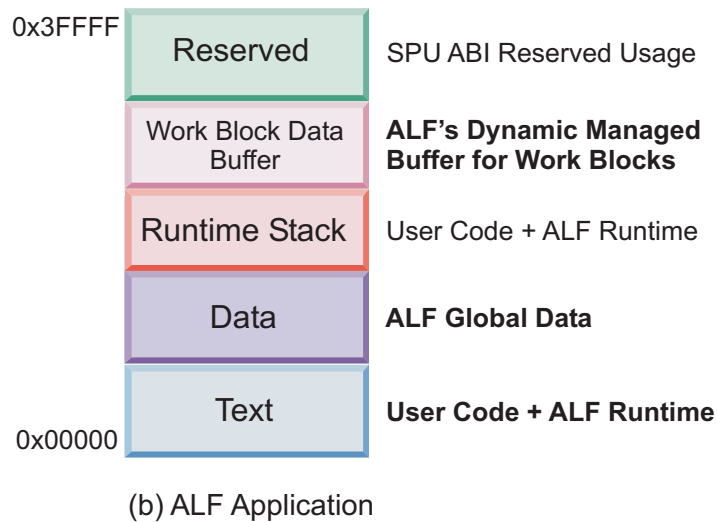 0x3FFFF
Reserved
SPU ABI Reserved Usage
Work Block Data
Buffer
ALF's Dynamic Managed
Buffer for Work Blocks
Runtime Stack
User Code + ALF Runtime
Data
ALF Global Data
Text
User Code + ALF Runtime
0x00000
(b) ALF Application